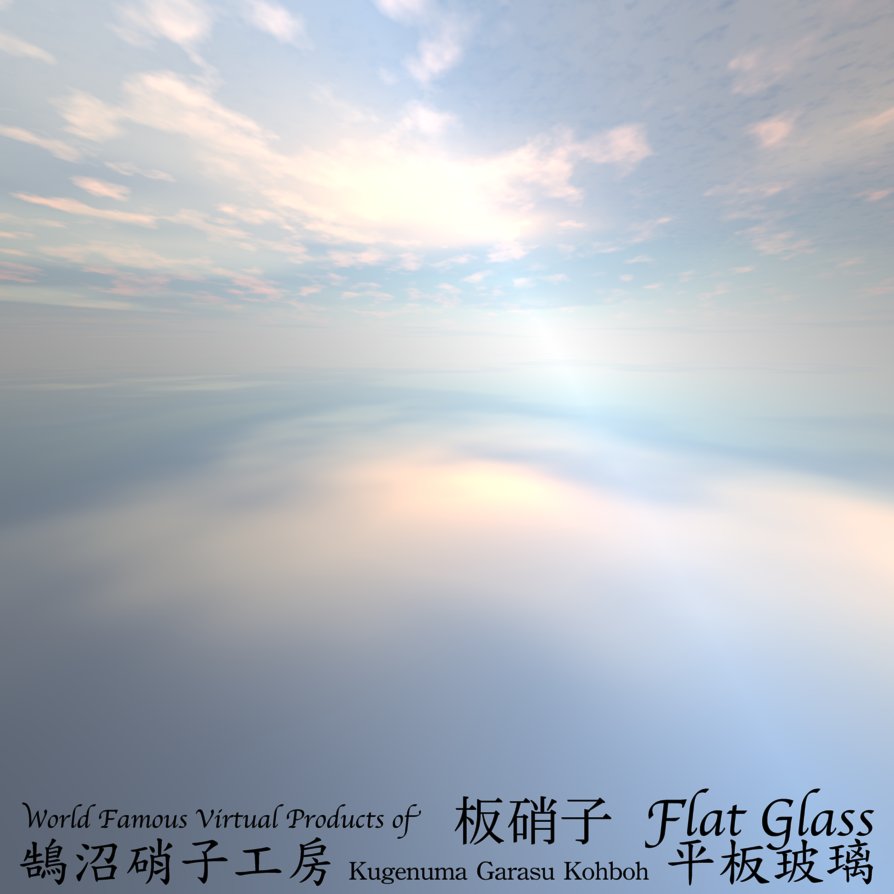 World Famous Virtual Products of 板硝子 Flat Glass
鵠沼硝子工房 Kugenuma Garasu Kohboh 平板玻璃